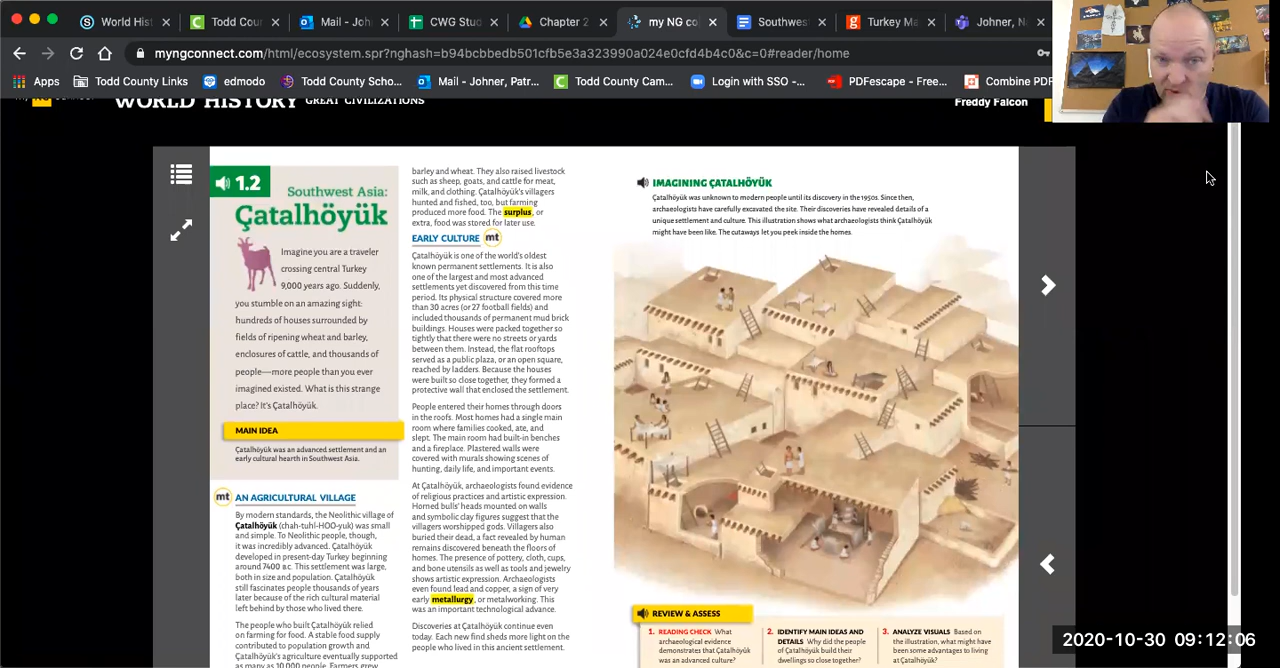 World Hist
Todd Cour
Mail - Joh
CWG Stud
Chapter 2
my NG co
Southwest
Turkey Ma
Johner, N
myngconnect.com/html/ecosystem.spr?nghash=b94bcbbedb501cfb5e3a323990a024e0cfd4b4c0&c=0#reader/home
Apps
Todd County Links
edmodo
Todd County Scho...
Mail - Johner, Patr...
Todd County Cam...
Login with SSO -...
PDFescape - Free...
Combine PDF
WORLD HISTORY GREAT CIVILIZATIONS
Freddy Falcon
1.2
Southwest Asia:
Çatalhöyük
Imagine you are a traveler
crossing central Turkey
9,000 years ago. Suddenly,
you stumble on an amazing sight:
hundreds of houses surrounded by
fields of ripening wheat and barley,
enclosures of cattle, and thousands of
people—more people than you ever
imagined existed. What is this strange
place? It's Çatalhöyük.
MAIN IDEA
Çatalhöyük was an advanced settlement and an
early cultural hearth in Southwest Asia.
mt AN AGRICULTURAL VILLAGE
By modern standards, the Neolithic village of
Çatalhöyük (chah-tuhl-HOO-yuk) was small
and simple. To Neolithic people, though,
it was incredibly advanced. Çatalhöyük
developed in present-day Turkey beginning
around 7400 B.C. This settlement was large,
both in size and population. Çatalhöyük
still fascinates people thousands of years
later because of the rich cultural material
left behind by those who lived there.
The people who built Çatalhöyük relied
on farming for food. A stable food supply
contributed to population growth and
Çatalhöyük's agriculture eventually supported
as many as 10,000 people. Farmers grew
barley and wheat. They also raised livestock
such as sheep, goats, and cattle for meat,
milk, and clothing. Çatalhöyük's villagers
hunted and fished, too, but farming
produced more food. The surplus, or
extra, food was stored for later use.
EARLY CULTURE mt
Çatalhöyük is one of the world's oldest
known permanent settlements. It is also
one of the largest and most advanced
settlements yet discovered from this time
period. Its physical structure covered more
than 30 acres (or 27 football fields) and
included thousands of permanent mud brick
buildings. Houses were packed together so
tightly that there were no streets or yards
between them. Instead, the flat rooftops
served as a public plaza, or an open square,
reached by ladders. Because the houses
were built so close together, they formed a
protective wall that enclosed the settlement.
People entered their homes through doors
in the roofs. Most homes had a single main
room where families cooked, ate, and
slept. The main room had built-in benches
and a fireplace. Plastered walls were
covered with murals showing scenes of
hunting, daily life, and important events.
At Çatalhöyük, archaeologists found evidence
of religious practices and artistic expression.
Horned bulls' heads mounted on walls
and symbolic clay figures suggest that the
villagers worshipped gods. Villagers also
buried their dead, a fact revealed by human
remains discovered beneath the floors of
homes. The presence of pottery, cloth, cups,
and bone utensils as well as tools and jewelry
shows artistic expression. Archaeologists
even found lead and copper, a sign of very
early metallurgy, or metalworking. This
was an important technological advance.
Discoveries at Çatalhöyük continue even
today. Each new find sheds more light on the
people who lived in this ancient settlement.
IMAGINING ÇATALHÖYÜK
Çatalhöyük was unknown to modern people until its discovery in the 1950s. Since then,
archaeologists have carefully excavated the site. Their discoveries have revealed details of a
unique settlement and culture. This illustration shows what archaeologists think Çatalhöyük
might have been like. The cutaways let you peek inside the homes.
REVIEW & ASSESS
1. READING CHECK What
archaeological evidence
demonstrates that Çatalhöyük
was an advanced culture?
2. IDENTIFY MAIN IDEAS AND
DETAILS Why did the people
of Çatalhöyük build their
dwellings so close together?
3. ANALYZE VISUALS Based on
the illustration, what might have
been some advantages to living
at Çatalhöyük?
2020-10-30 09:12:06